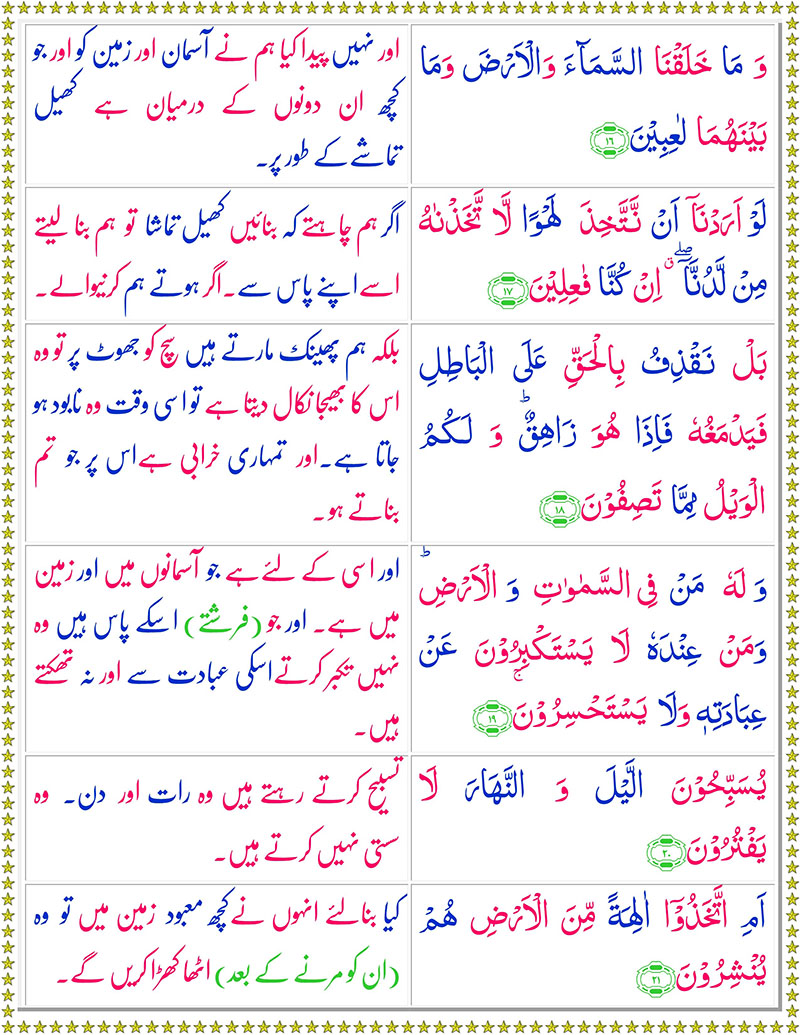 وَ مَا خَلَقْنَا السَّمَآءَ وَالْاَرْضَ وَمَا
بَيْنَهُمَا لٰعِبِيْنَ ۝۱۶
اور نہیں پیدا کیا ہم نے آسمان اور زمین کو اور جو
کچھ ان دونوں کے درمیان ہے کھیل
تماشے کے طور پر۔
لَوْ اَرَدْنَاۤ اَنْ نَّتَّخِذَ لَهْوًا لَّا تَّخَذْنٰهُ
مِنْ لَّدُنَّاۤ ۖۗ اِنْ كُنَّا فٰعِلِيْنَ ۝۱۷
اگر ہم چاہتے کہ بنائیں کھیل تماشا تو ہم بنا لیتے
اسے اپنے پاس سے۔ اگر ہوتے ہم کرنیوالے۔
بَلْ نَقْذِفُ بِالْحَقِّ عَلَى الْبَاطِلِ
فَيَدْمَغُهٗ فَاِذَا هُوَ زَاهِقٌ ؕ وَ لَكُمُ
الْوَيْلُ مِمَّا تَصِفُوْنَ ۝۱۸
بلکہ ہم پھینک مارتے ہیں سچ کو جھوٹ پر تو وہ
اس کا بھیجا نکال دیتا ہے تو اسی وقت وہ نابود ہو
جاتا ہے۔ اور تمہاری خرابی ہے اس پر جو تم
بناتے ہو۔
وَ لَهٗ مَنْ فِى السَّمٰوٰتِ وَ الْاَرْضِ ؕ
وَمَنْ عِنْدَهٗ لَا يَسْتَكْبِرُوْنَ عَنْ
عِبَادَتِهٖ وَلَا يَسْتَحْسِرُوْنَ ۚ ۝۱۹
اور اسی کے لئے ہے جو آسمانوں میں اور زمین
میں ہے۔ اور جو (فرشتے) اسکے پاس ہیں وہ
نہیں تکبر کرتے اسکی عبادت سے اور نہ تھکتے
ہیں۔
يُسَبِّحُوْنَ الَّيْلَ وَ النَّهَارَ لَا
يَفْتُرُوْنَ ۝۲۰
تسبیح کرتے رہتے ہیں وہ رات اور دن۔ وہ
سستی نہیں کرتے ہیں۔
اَمِ اتَّخَذُوْۤا اٰلِهَةً مِّنَ الْاَرْضِ هُمْ
يُنْشِرُوْنَ ۝۲۱
کیا بنالئے انہوں نے کچھ معبود زمین میں تو وہ
(ان کو مرنے کے بعد) اٹھا کھڑا کریں گے۔